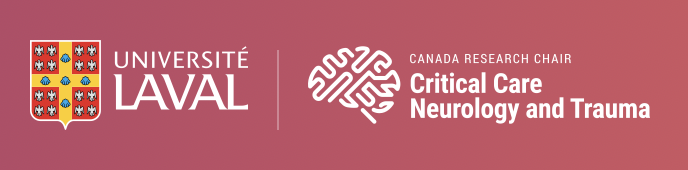 UNIVERSITÉ
LAVAL
CANADA RESEARCH CHAIR
Critical Care
Neurology and Trauma